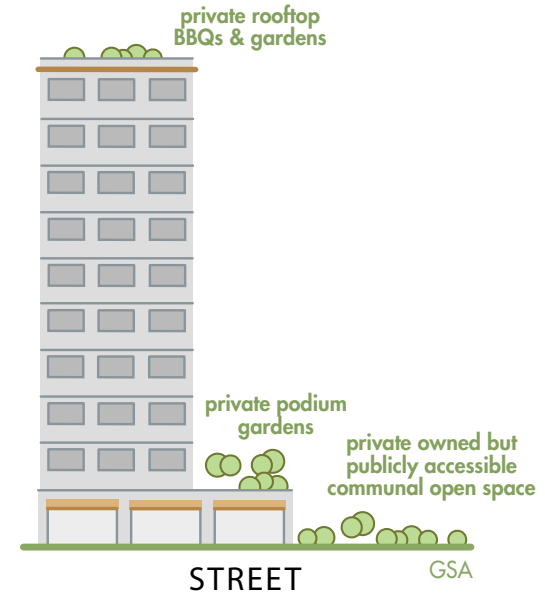 private rooftop
BBQs & gardens
private podium
gardens
private owned but
publicly accessible
communal open space
STREET
GSA